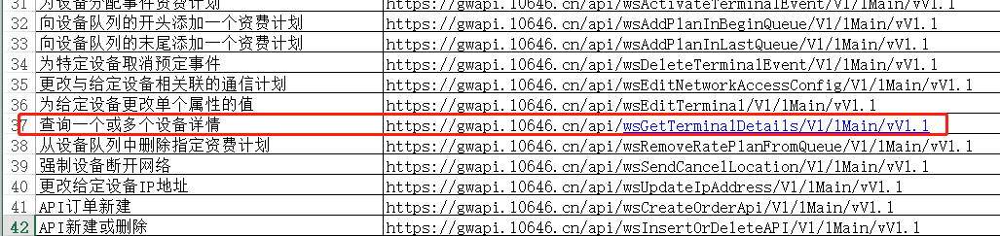 31 为设备分配事件资费计划 https://gwapi.10646.cn/api/wsActivateTerminalEvent/V1/1Main/vV1.1
32 向设备队列的开头添加一个资费计划 https://gwapi.10646.cn/api/wsAddPlanInBeginQueue/V1/1Main/vV1.1
33 向设备队列的末尾添加一个资费计划 https://gwapi.10646.cn/api/wsAddPlanInLastQueue/V1/1Main/vV1.1
34 为特定设备取消预定事件 https://gwapi.10646.cn/api/wsDeleteTerminalEvent/V1/1Main/vV1.1
35 更改与给定设备相关联的通信计划 https://gwapi.10646.cn/api/wsEditNetworkAccessConfig/V1/1Main/vV1.1
36 为给定设备更改单个属性的值 https://gwapi.10646.cn/api/wsEditTerminal/V1/1Main/vV1.1
37 查询一个或多个设备详情 https://gwapi.10646.cn/api/wsGetTerminalDetails/V1/1Main/vV1.1
38 从设备队列中删除指定资费计划 https://gwapi.10646.cn/api/wsRemoveRatePlanFromQueue/V1/1Main/vV1.1
39 强制设备断开网络 https://gwapi.10646.cn/api/wsSendCancelLocation/V1/1Main/vV1.1
40 更改给定设备IP地址 https://gwapi.10646.cn/api/wsUpdateIpAddress/V1/1Main/vV1.1
41 API订单新建 https://gwapi.10646.cn/api/wsCreateOrderApi/V1/1Main/vV1.1
42 API新建或删除 https://gwapi.10646.cn/api/wsInsertOrDeleteAPI/V1/1Main/vV1.1